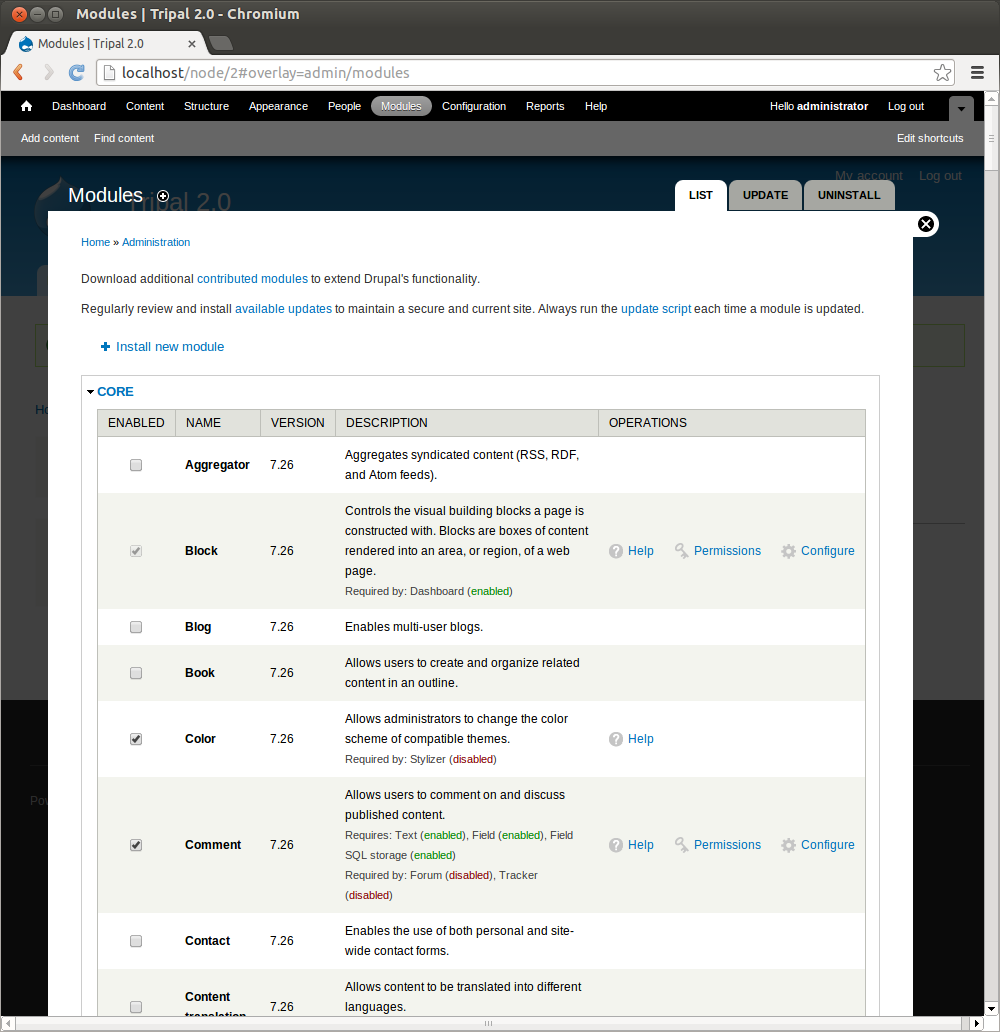 Modules | Tripal 2.0 - Chromium
Modules | Tripal 2.0
localhost/node/2#overlay=admin/modules
Dashboard Content Structure Appearance People Modules Configuration Reports Help Hello administrator Log out
Add content Find content Edit shortcuts
My account Log out
Tripal 2.0
Modules
LIST UPDATE UNINSTALL
Home » Administration
Download additional contributed modules to extend Drupal's functionality.
Regularly review and install available updates to maintain a secure and current site. Always run the update script each time a module is updated.
Install new module
CORE
ENABLED NAME VERSION DESCRIPTION OPERATIONS
Aggregator 7.26 Aggregates syndicated content (RSS, RDF,
and Atom feeds).
Controls the visual building blocks a page is
constructed with. Blocks are boxes of content
Block 7.26 rendered into an area, or region, of a web Help Permissions Configure
page.
Required by: Dashboard (enabled)
Blog 7.26 Enables multi-user blogs.
Book 7.26 Allows users to create and organize related
content in an outline.
Allows administrators to change the color
Color 7.26 scheme of compatible themes. Help
Required by: Stylizer (disabled)
Allows users to comment on and discuss
published content.
Requires: Text (enabled), Field (enabled), Field
Comment 7.26 SQL storage (enabled) Help Permissions Configure
Required by: Forum (disabled), Tracker
(disabled)
Contact 7.26 Enables the use of both personal and site-
wide contact forms.
Allows content to be translated into different
Content 7.26 languages.
translation